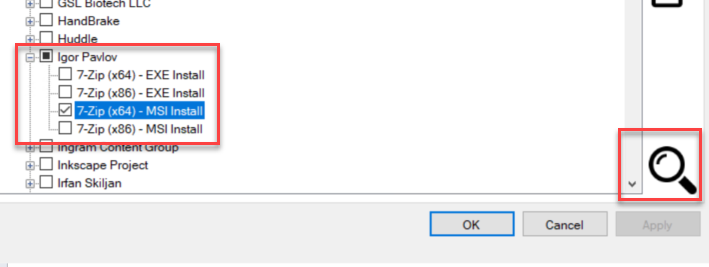 GSL Biotech LLC
HandBrake
Huddle
Igor Pavlov
7-Zip (x64) - EXE Install
7-Zip (x86) - EXE Install
7-Zip (x64) - MSI Install
7-Zip (x86) - MSI Install
Ingram Content Group
Inkscape Project
Irfan Skiljan
OK Cancel Apply